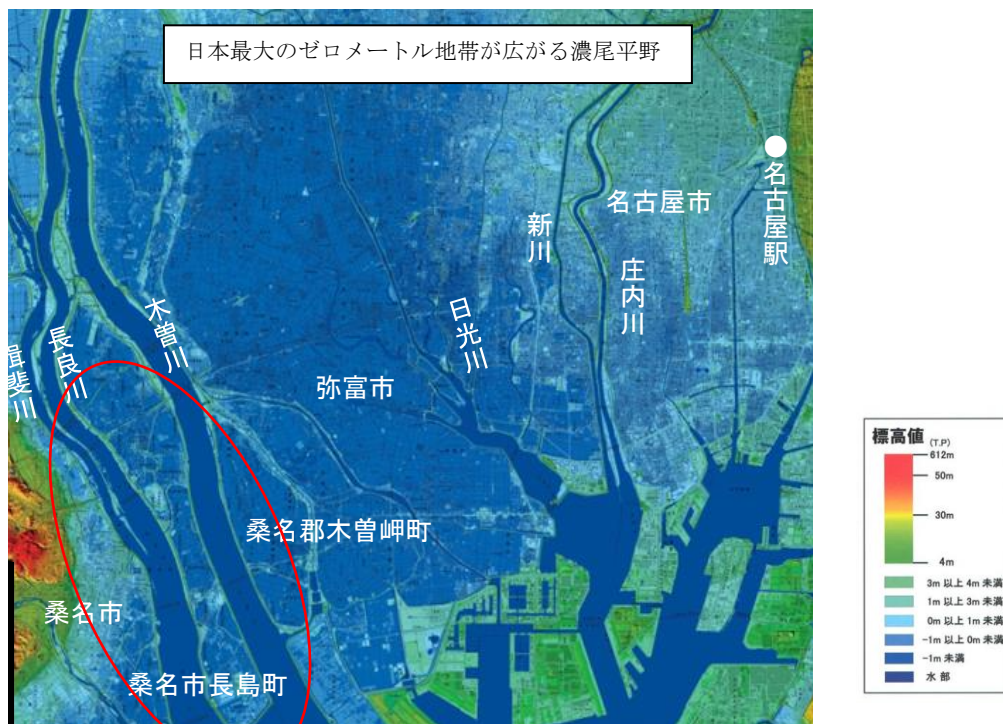 日本最大のゼロメートル地帯が広がる濃尾平野
名古屋駅
名古屋市
新川
庄内川
木曽川
日光川
長良川
揖斐川
弥富市
桑名郡木曽岬町
桑名市
桑名市長島町
標高値 (T.P)
612m
50m
30m
4m
3m 以上 4m 未満
1m 以上 3m 未満
0m 以上 1m 未満
-1m 以上 0m 未満
-1m 未満
水 部